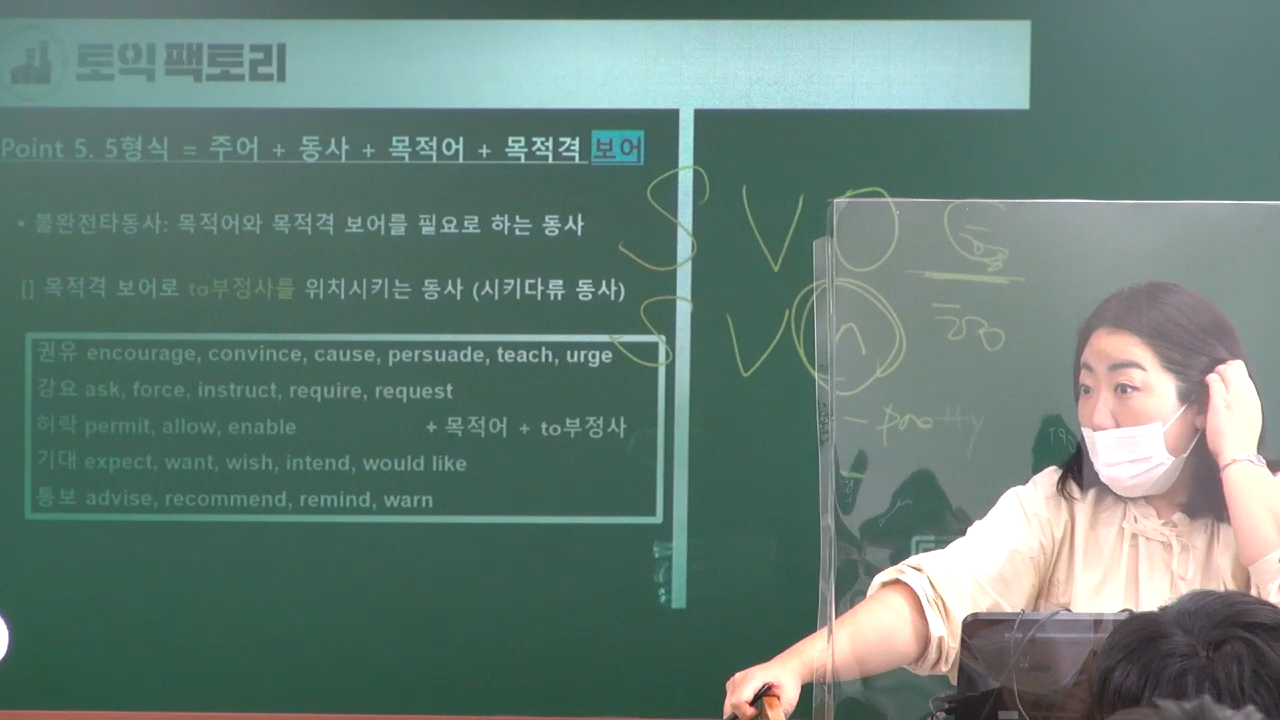 토익팩토리
Point 5. 5형식 = 주어 + 동사 + 목적어 + 목적격 보어
• 불완전타동사: 목적어와 목적격 보어를 필요로 하는 동사
[] 목적격 보어로 to부정사를 위치시키는 동사 (시키다류 동사)
권유 encourage, convince, cause, persuade, teach, urge
강요 ask, force, instruct, require, request
허락 permit, allow, enable + 목적어 + to부정사
기대 expect, want, wish, intend, would like
통보 advise, recommend, remind, warn
S V O
S V n
- pretty